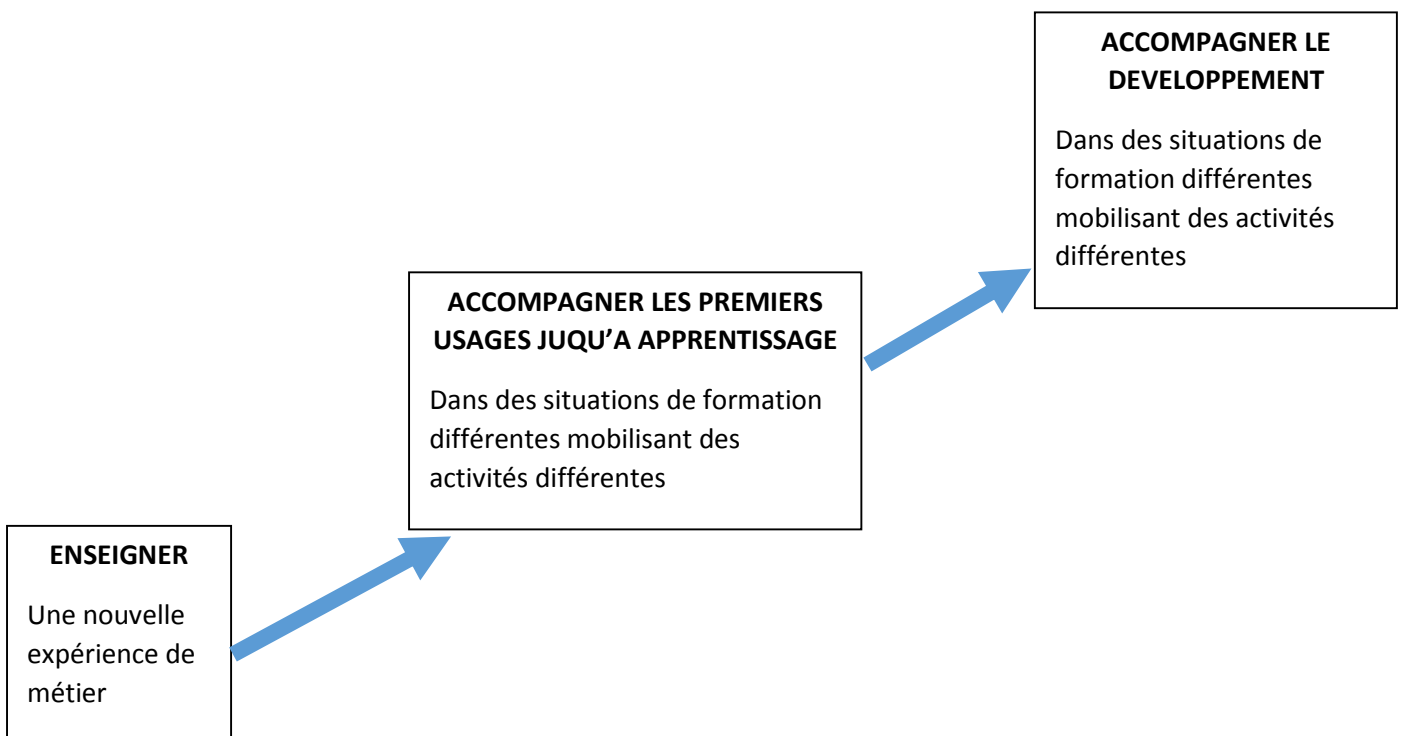 ACCOMPAGNER LE
DEVELOPPEMENT
Dans des situations de
formation différentes
mobilisant des activités
différentes
ACCOMPAGNER LES PREMIERS
USAGES JUQU’A APPRENTISSAGE
Dans des situations de formation
différentes mobilisant des
activités différentes
ENSEIGNER
Une nouvelle
expérience de
métier